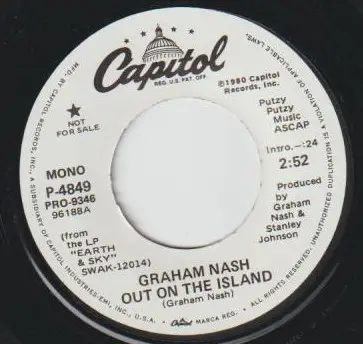 Capitol
REG. U.S. PAT. OFF.
℗1980 Capitol
Records, Inc.
★
NOT
FOR SALE
Putzy
Putzy
Music
ASCAP
Intro.—:24
2:52
MONO
P-4849
PRO-9346
96188A
Produced
by
Graham
Nash &
Stanley
Johnson
(from
the LP
"EARTH
& SKY"
SWAK-12014)
GRAHAM NASH
OUT ON THE ISLAND
(Graham Nash)
MFD. BY CAPITOL RECORDS, INC., A SUBSIDIARY OF CAPITOL INDUSTRIES-EMI, INC., U.S.A. • Capitol MARCA REG. • ALL RIGHTS RESERVED. UNAUTHORIZED DUPLICATION IS A VIOLATION OF APPLICABLE LAWS.